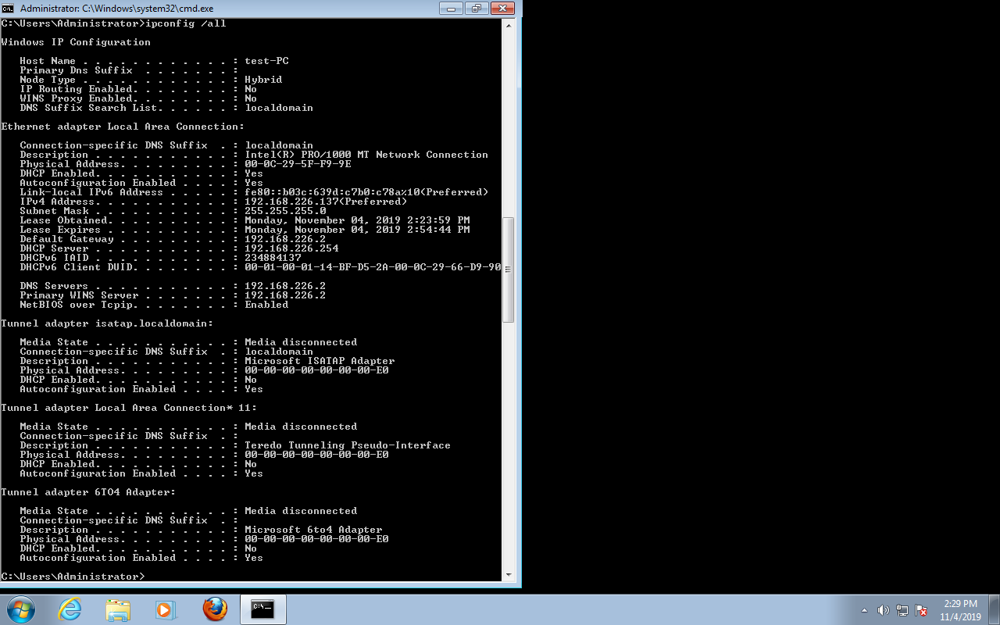 Administrator: C:\Windows\system32\cmd.exe
C:\Users\Administrator>ipconfig /all
Windows IP Configuration
Host Name . . . . . . . . . . . . : test-PC
Primary Dns Suffix  . . . . . . . :
Node Type . . . . . . . . . . . . : Hybrid
IP Routing Enabled. . . . . . . . : No
WINS Proxy Enabled. . . . . . . . : No
DNS Suffix Search List. . . . . . : localdomain
Ethernet adapter Local Area Connection:
Connection-specific DNS Suffix  . : localdomain
Description . . . . . . . . . . . : Intel(R) PRO/1000 MT Network Connection
Physical Address. . . . . . . . . : 00-0C-29-5F-F9-9E
DHCP Enabled. . . . . . . . . . . : Yes
Autoconfiguration Enabled . . . . : Yes
Link-local IPv6 Address . . . . . : fe80::b03c:639d:c7b0:c78a%10(Preferred)
IPv4 Address. . . . . . . . . . . : 192.168.226.137(Preferred)
Subnet Mask . . . . . . . . . . . : 255.255.255.0
Lease Obtained. . . . . . . . . . : Monday, November 04, 2019 2:23:59 PM
Lease Expires . . . . . . . . . . : Monday, November 04, 2019 2:54:44 PM
Default Gateway . . . . . . . . . : 192.168.226.2
DHCP Server . . . . . . . . . . . : 192.168.226.254
DHCPv6 IAID . . . . . . . . . . . : 234884137
DHCPv6 Client DUID. . . . . . . . : 00-01-00-01-14-BF-D5-2A-00-0C-29-66-D9-90
DNS Servers . . . . . . . . . . . : 192.168.226.2
Primary WINS Server . . . . . . . : 192.168.226.2
NetBIOS over Tcpip. . . . . . . . : Enabled
Tunnel adapter isatap.localdomain:
Media State . . . . . . . . . . . : Media disconnected
Connection-specific DNS Suffix  . : localdomain
Description . . . . . . . . . . . : Microsoft ISATAP Adapter
Physical Address. . . . . . . . . : 00-00-00-00-00-00-00-E0
DHCP Enabled. . . . . . . . . . . : No
Autoconfiguration Enabled . . . . : Yes
Tunnel adapter Local Area Connection* 11:
Media State . . . . . . . . . . . : Media disconnected
Connection-specific DNS Suffix  . :
Description . . . . . . . . . . . : Teredo Tunneling Pseudo-Interface
Physical Address. . . . . . . . . : 00-00-00-00-00-00-00-E0
DHCP Enabled. . . . . . . . . . . : No
Autoconfiguration Enabled . . . . : Yes
Tunnel adapter 6TO4 Adapter:
Media State . . . . . . . . . . . : Media disconnected
Connection-specific DNS Suffix  . :
Description . . . . . . . . . . . : Microsoft 6to4 Adapter
Physical Address. . . . . . . . . : 00-00-00-00-00-00-00-E0
DHCP Enabled. . . . . . . . . . . : No
Autoconfiguration Enabled . . . . : Yes
C:\Users\Administrator>
2:29 PM
11/4/2019